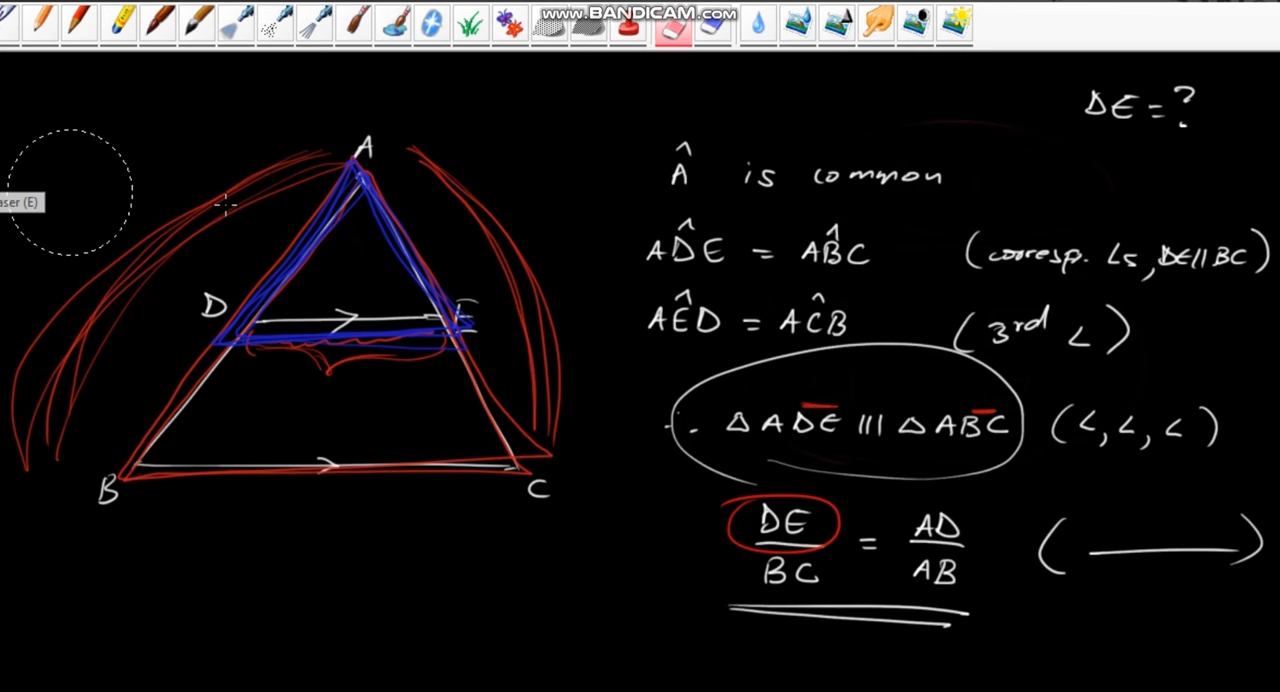 www.BANDICAM.com
aser (E)
DE = ?
A
D
E
B
C
Â is common
AD̂E = AB̂C (corresp. ∠s, DE//BC)
AÊD = AĈB (3rd ∠)
∴ △ADE ||| △ABC (∠, ∠, ∠)
DE/BC = AD/AB (———)